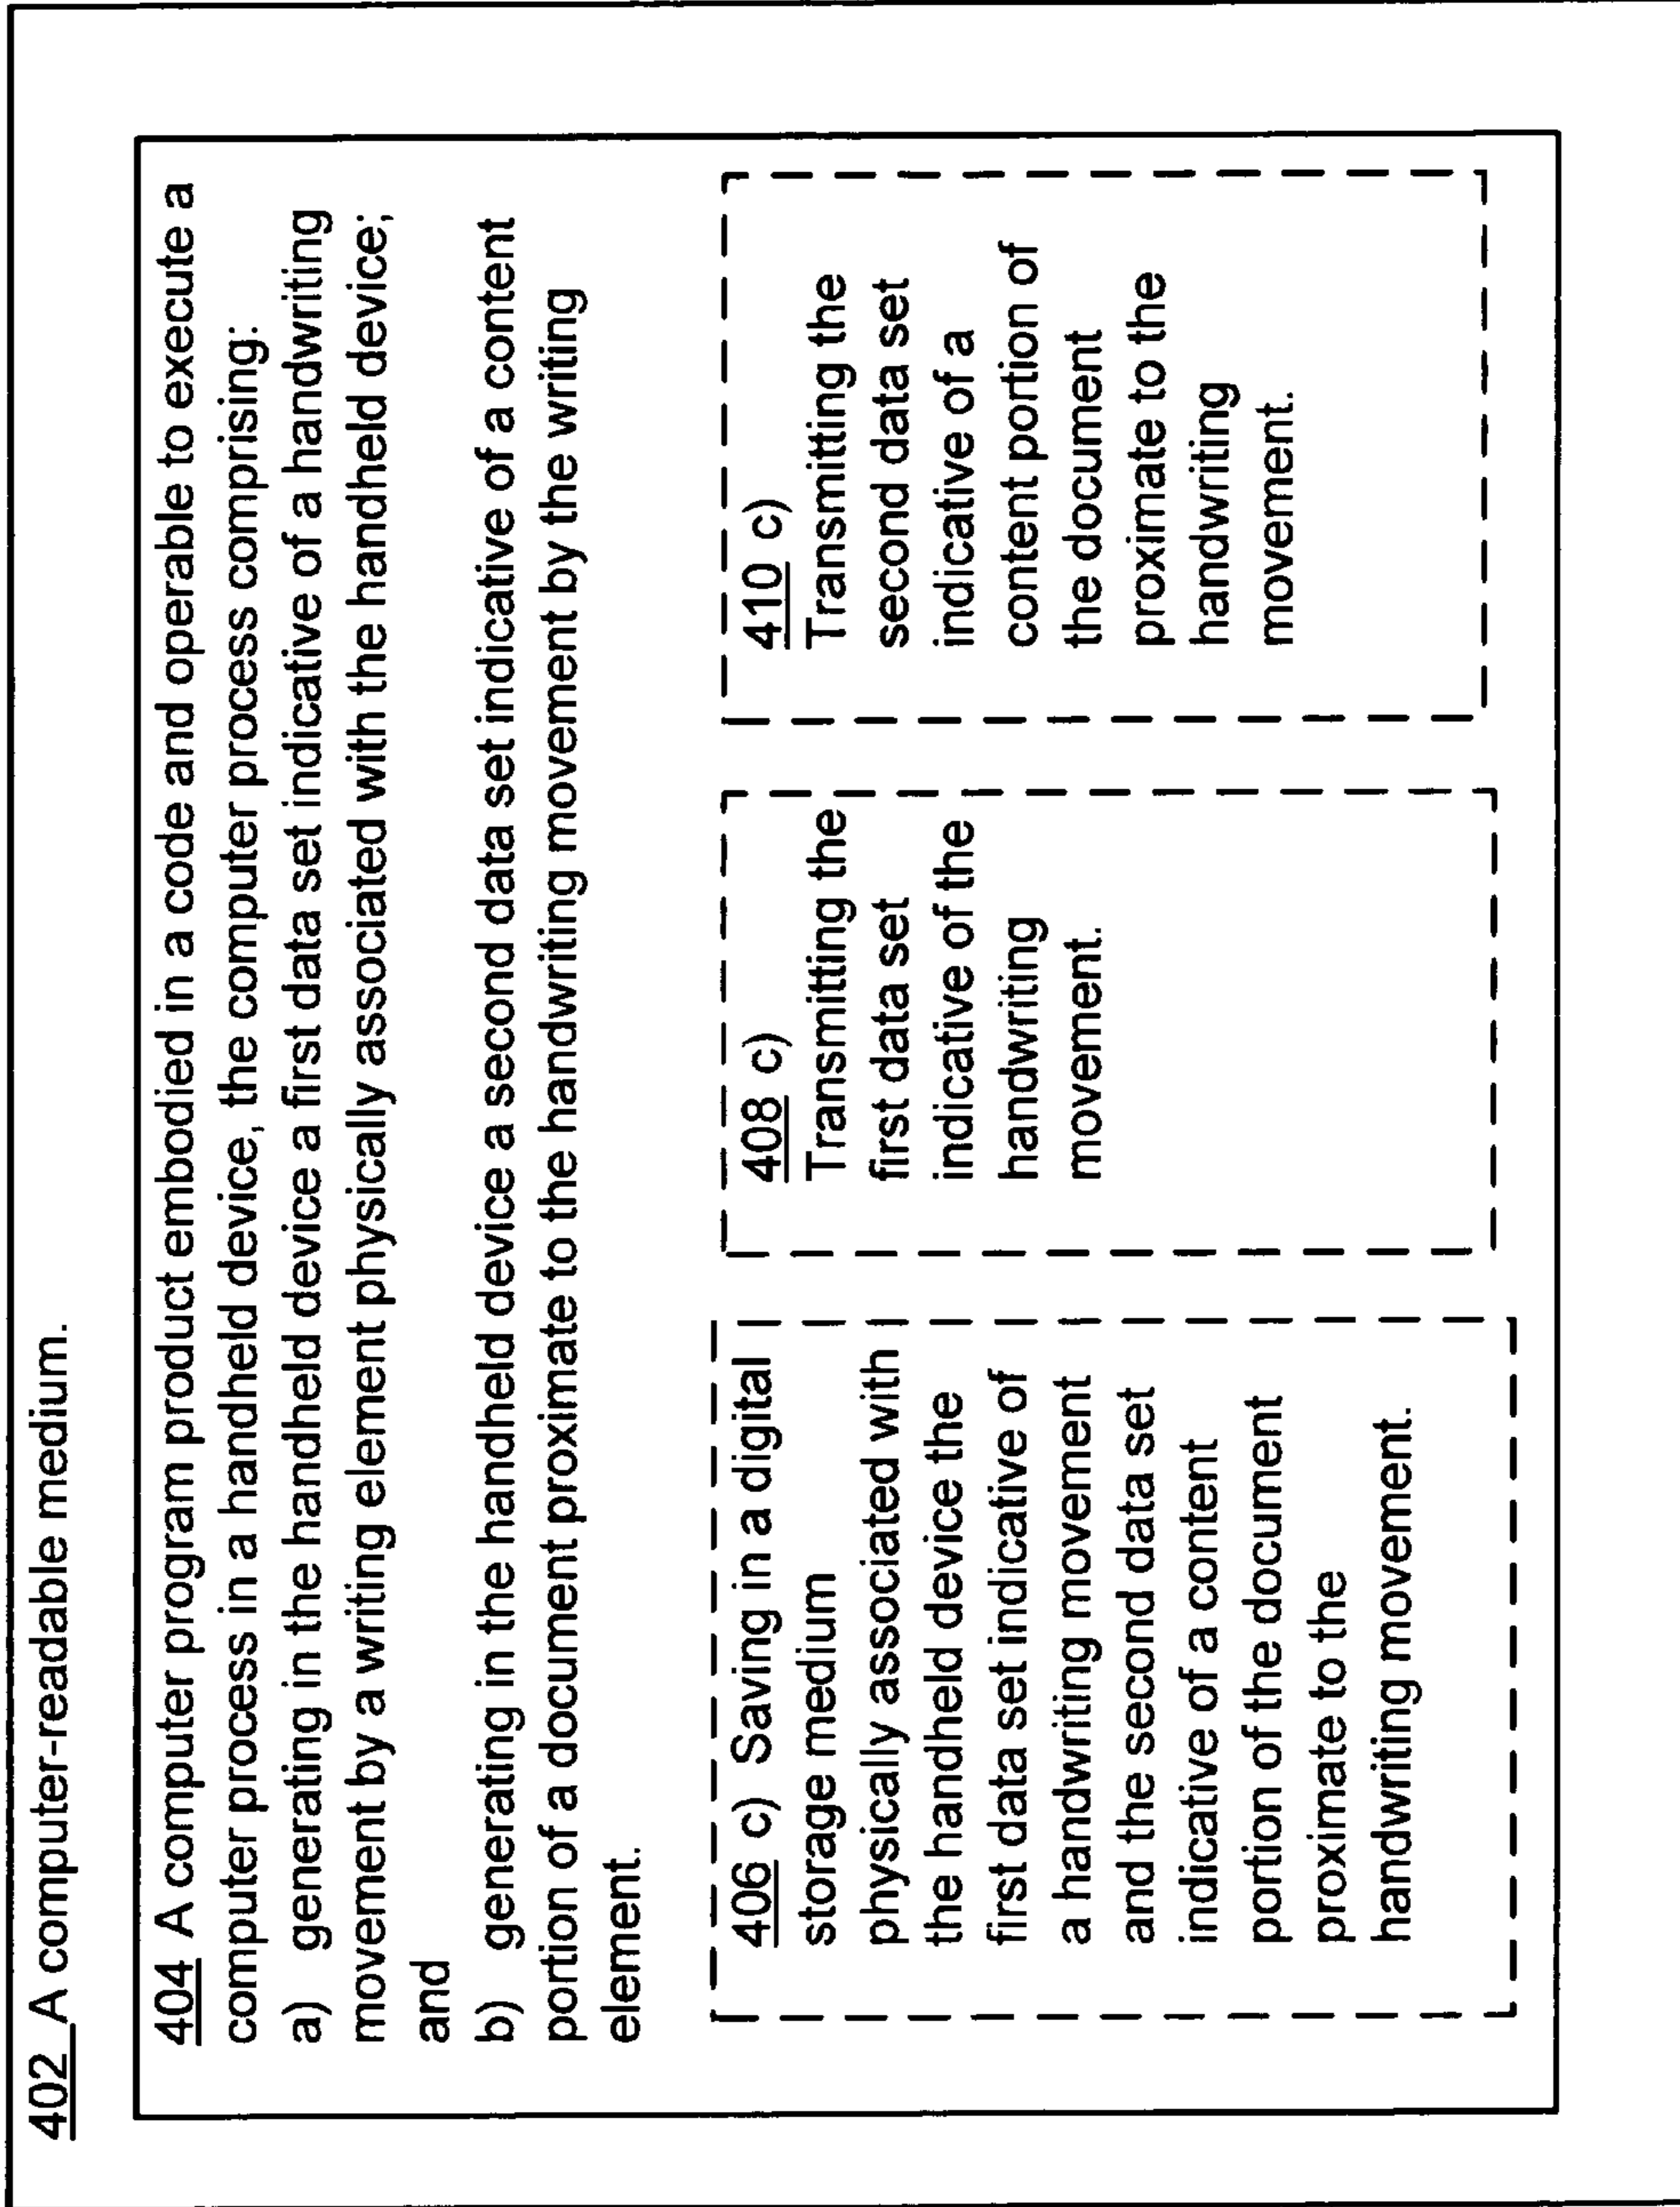 402 A computer-readable medium.
404 A computer program product embodied in a code and operable to execute a
computer process in a handheld device, the computer process comprising:
a) generating in the handheld device a first data set indicative of a handwriting
movement by a writing element physically associated with the handheld device;
and
b) generating in the handheld device a second data set indicative of a content
portion of a document proximate to the handwriting movement by the writing
element.
406 c) Saving in a digital
storage medium
physically associated with
the handheld device the
first data set indicative of
a handwriting movement
and the second data set
indicative of a content
portion of the document
proximate to the
handwriting movement.
408 c)
Transmitting the
first data set
indicative of the
handwriting
movement.
410 c)
Transmitting the
second data set
indicative of a
content portion of
the document
proximate to the
handwriting
movement.